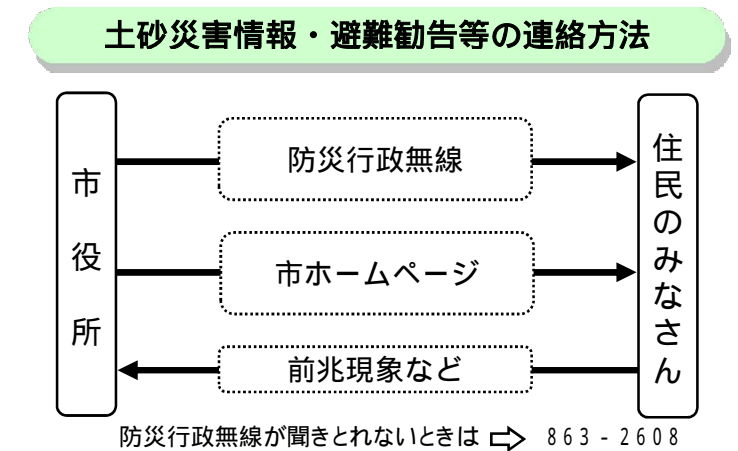 土砂災害情報・避難勧告等の連絡方法
市役所
防災行政無線
市ホームページ
前兆現象など
住民のみなさん
防災行政無線が聞きとれないときは ⇨ 863-2608